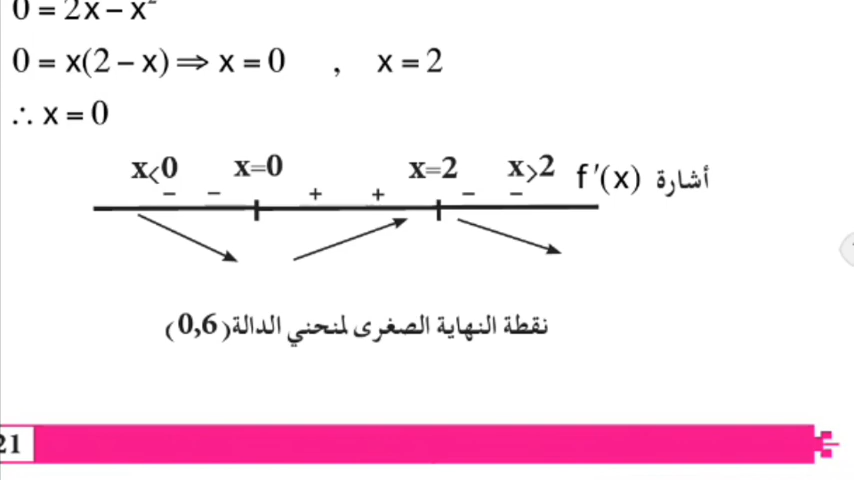 0 = 2x – x²
0 = x(2 – x) ⇒ x = 0 , x = 2
∴ x = 0
x<0 x=0 x=2 x>2 f ′(x) أشارة
– – + + – –
نقطة النهاية الصغرى لمنحني الدالة (0,6)
21